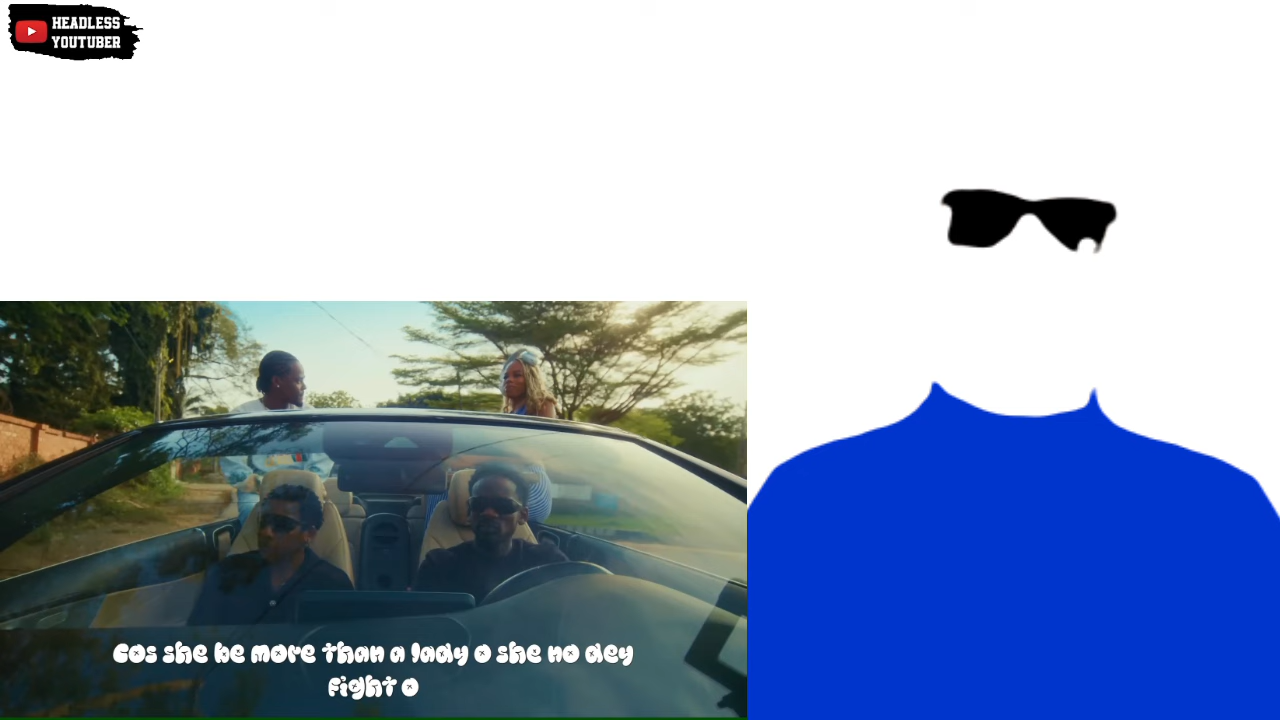 HEADLESS
YOUTUBER
Cos she be more than a lady o she no dey
Fight o